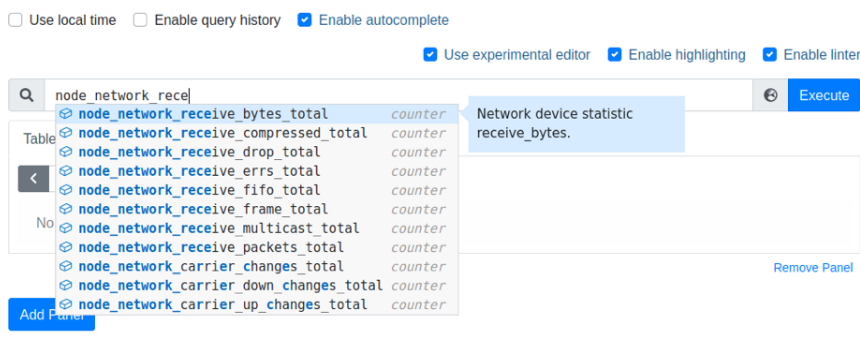 Use local time Enable query history Enable autocomplete
Use experimental editor Enable highlighting Enable linter
node_network_rece Execute
node_network_receive_bytes_total counter
Network device statistic
receive_bytes.
node_network_receive_compressed_total counter
Table
node_network_receive_drop_total counter
node_network_receive_errs_total counter
node_network_receive_fifo_total counter
node_network_receive_frame_total counter
No
node_network_receive_multicast_total counter
node_network_receive_packets_total counter
node_network_carrier_changes_total counter
Remove Panel
node_network_carrier_down_changes_total counter
node_network_carrier_up_changes_total counter
Add Panel